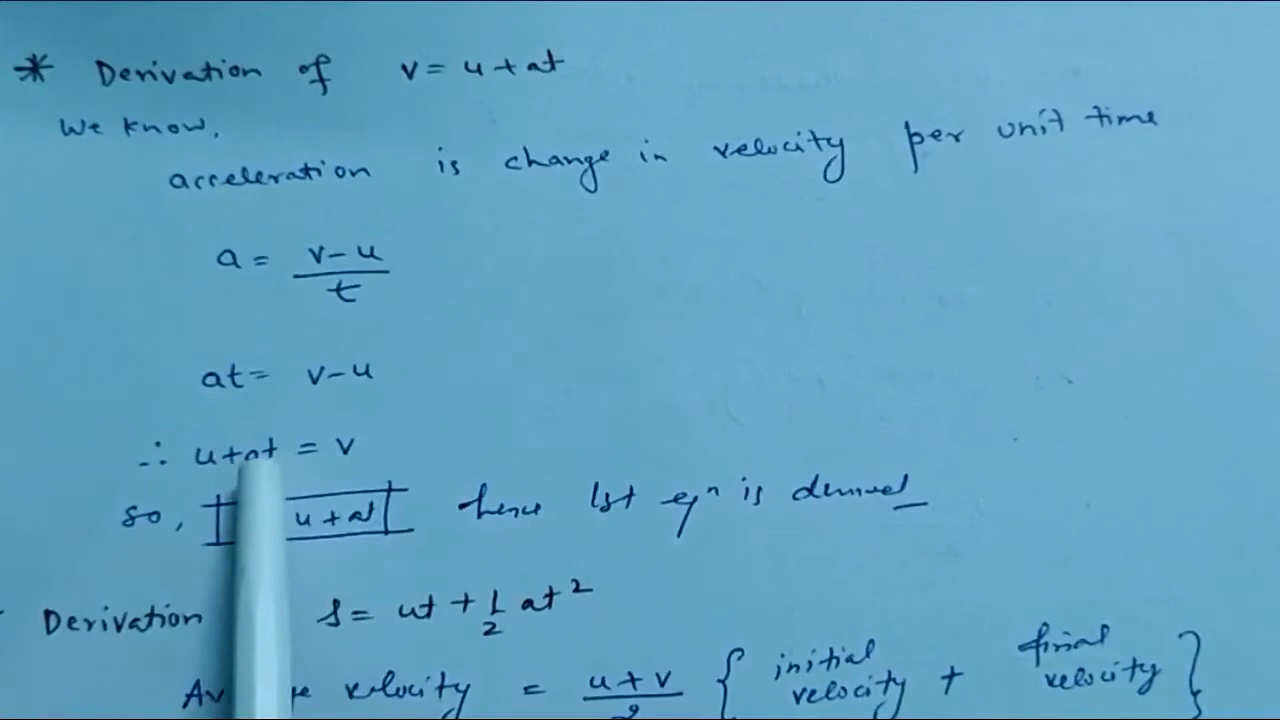 * Derivation of v = u + at
We know,
acceleration is change in velocity per unit time
a = v - u / t
at = v - u
∴ u + at = v
so, u + at hence 1st eqn is derived
Derivation s = ut + 1/2 at²
velocity = u + v / 2 { initial velocity + final velocity }